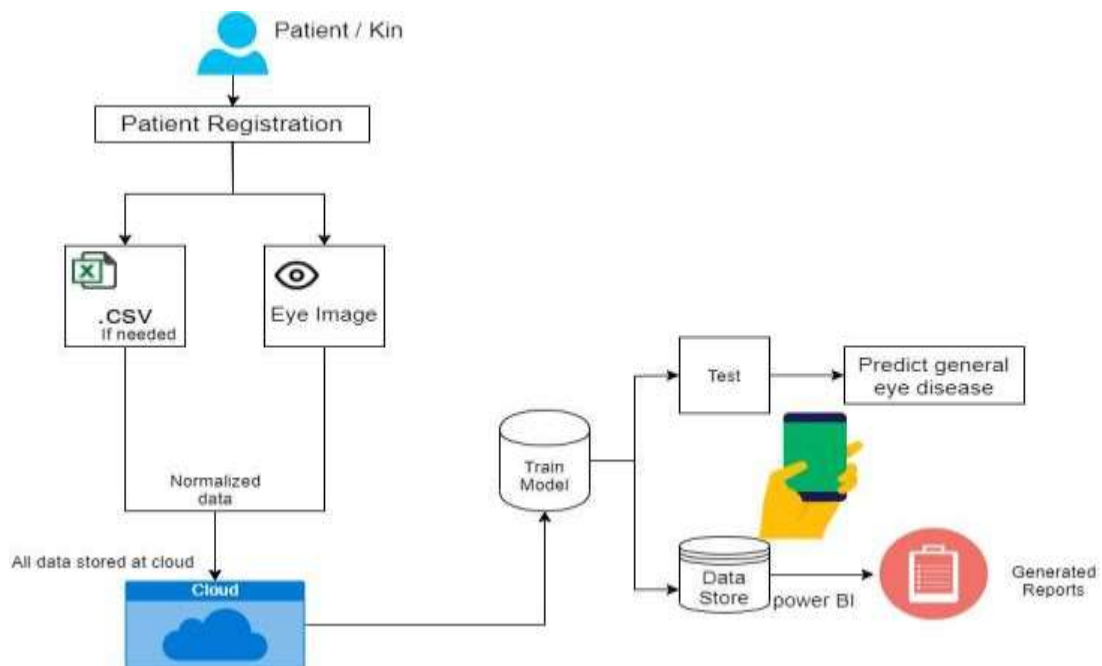 Patient / Kin
Patient Registration
X
.CSV
If needed
Eye Image
Normalized
data
All data stored at cloud
Cloud
Train
Model
Test
Predict general
eye disease
Data
Store
power BI
Generated
Reports